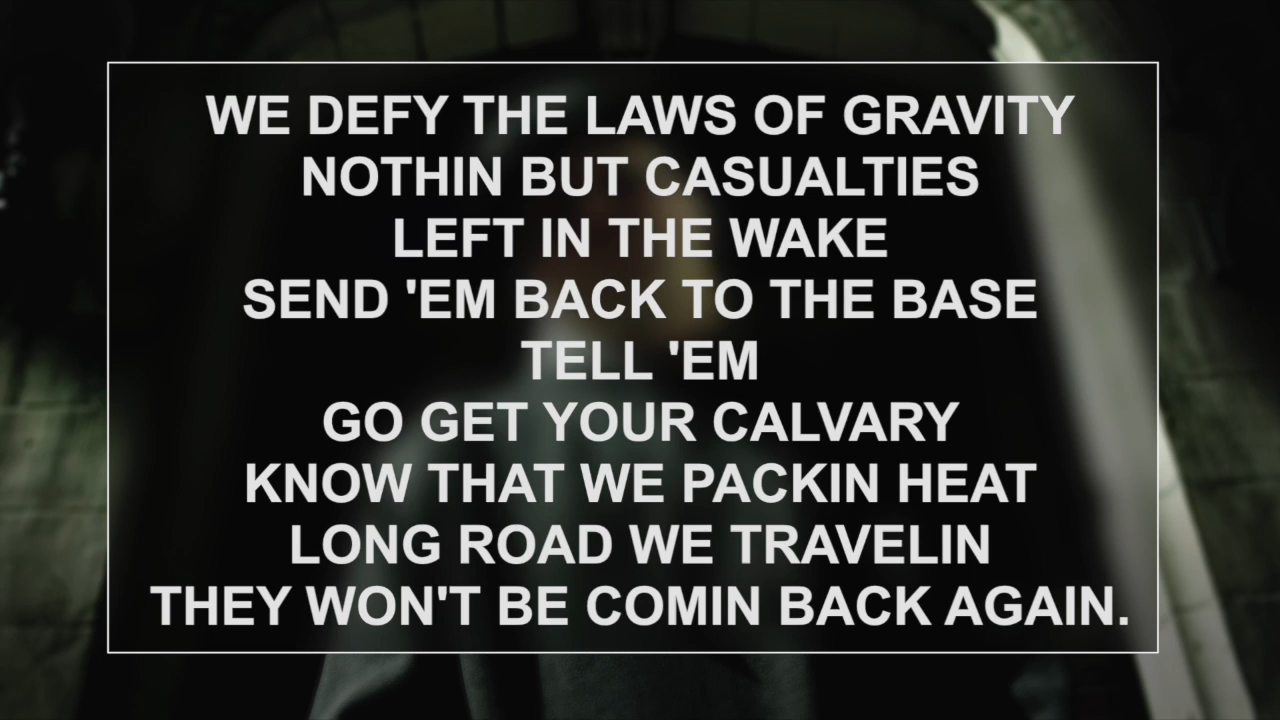 WE DEFY THE LAWS OF GRAVITY
NOTHIN BUT CASUALTIES
LEFT IN THE WAKE
SEND 'EM BACK TO THE BASE
TELL 'EM
GO GET YOUR CALVARY
KNOW THAT WE PACKIN HEAT
LONG ROAD WE TRAVELIN
THEY WON'T BE COMIN BACK AGAIN.